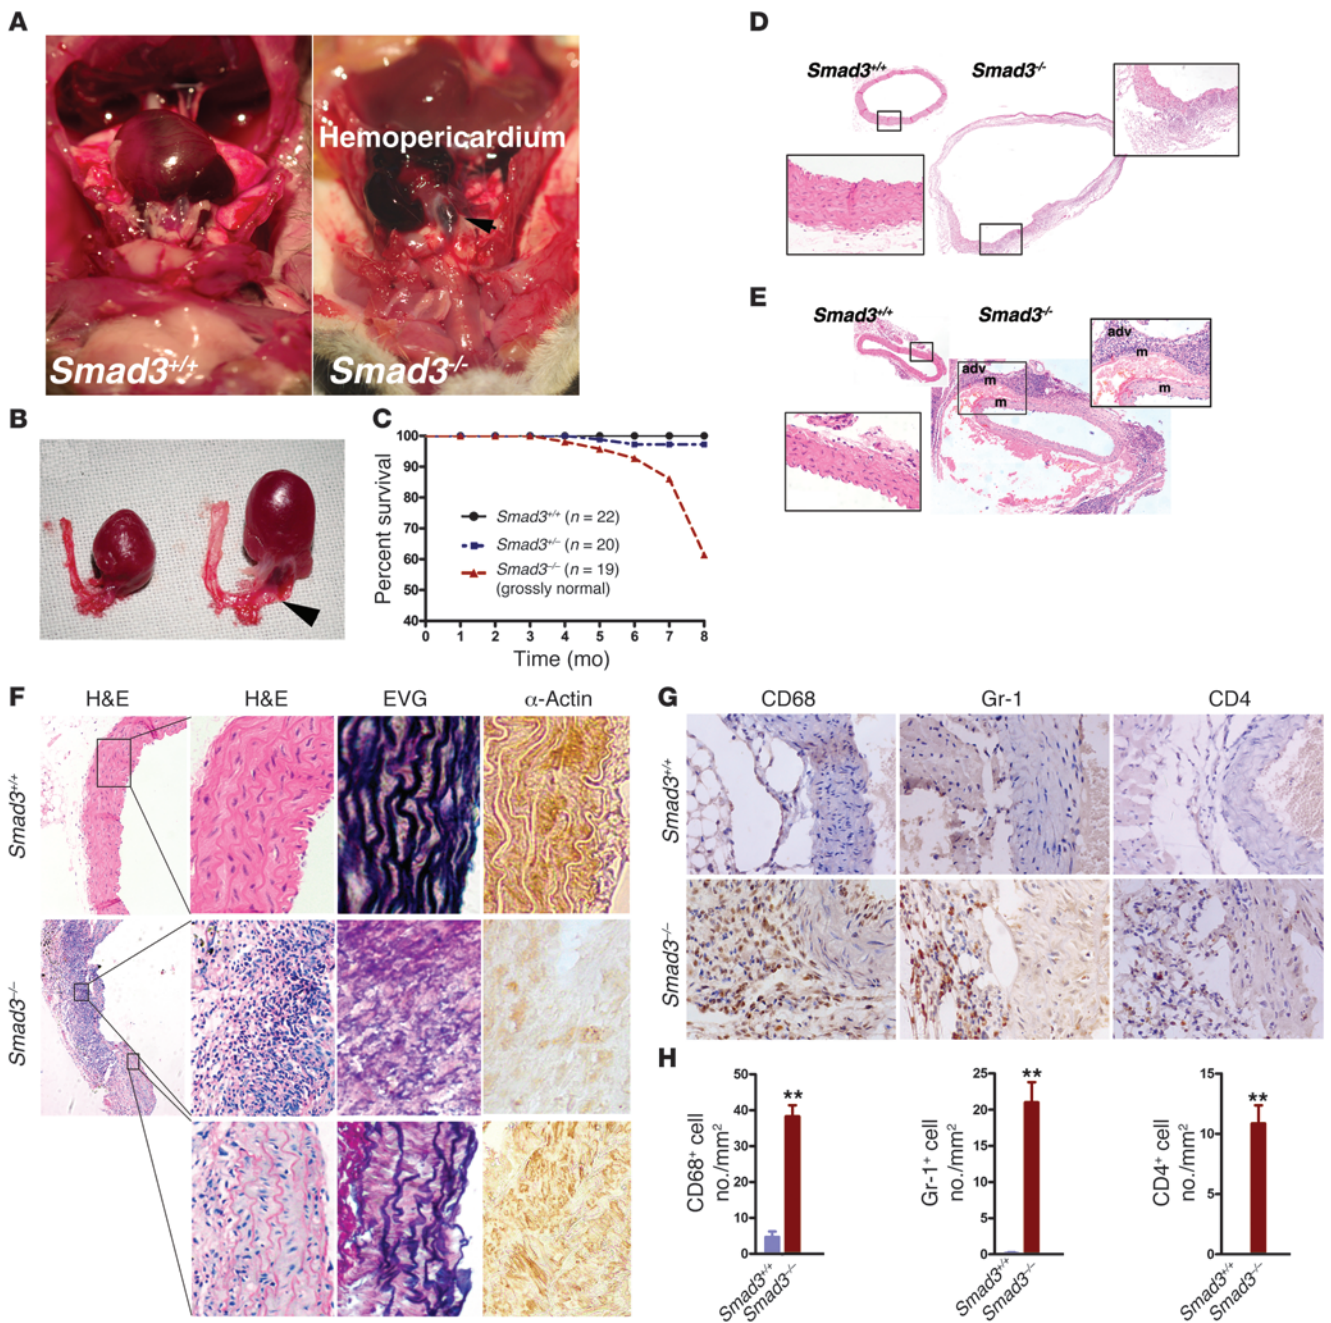 A
Hemopericardium
Smad3+/+
Smad3-/-
B
C
100
90
80
70
60
50
40
Percent survival
Smad3+/+ (n = 22)
Smad3+/– (n = 20)
Smad3–/– (n = 19)
(grossly normal)
0 1 2 3 4 5 6 7 8
Time (mo)
D
Smad3+/+
Smad3-/-
E
Smad3+/+
Smad3-/-
adv
m
m
adv
m
m
F
H&E
H&E
EVG
α-Actin
Smad3+/+
Smad3–/–
G
CD68
Gr-1
CD4
Smad3+/+
Smad3–/–
H
50
40
30
20
10
0
CD68+ cell
no./mm2
**
Smad3+/+
Smad3–/–
25
20
15
10
5
0
Gr-1+ cell
no./mm2
**
Smad3+/+
Smad3–/–
15
10
5
0
CD4+ cell
no./mm2
**
Smad3+/+
Smad3–/–